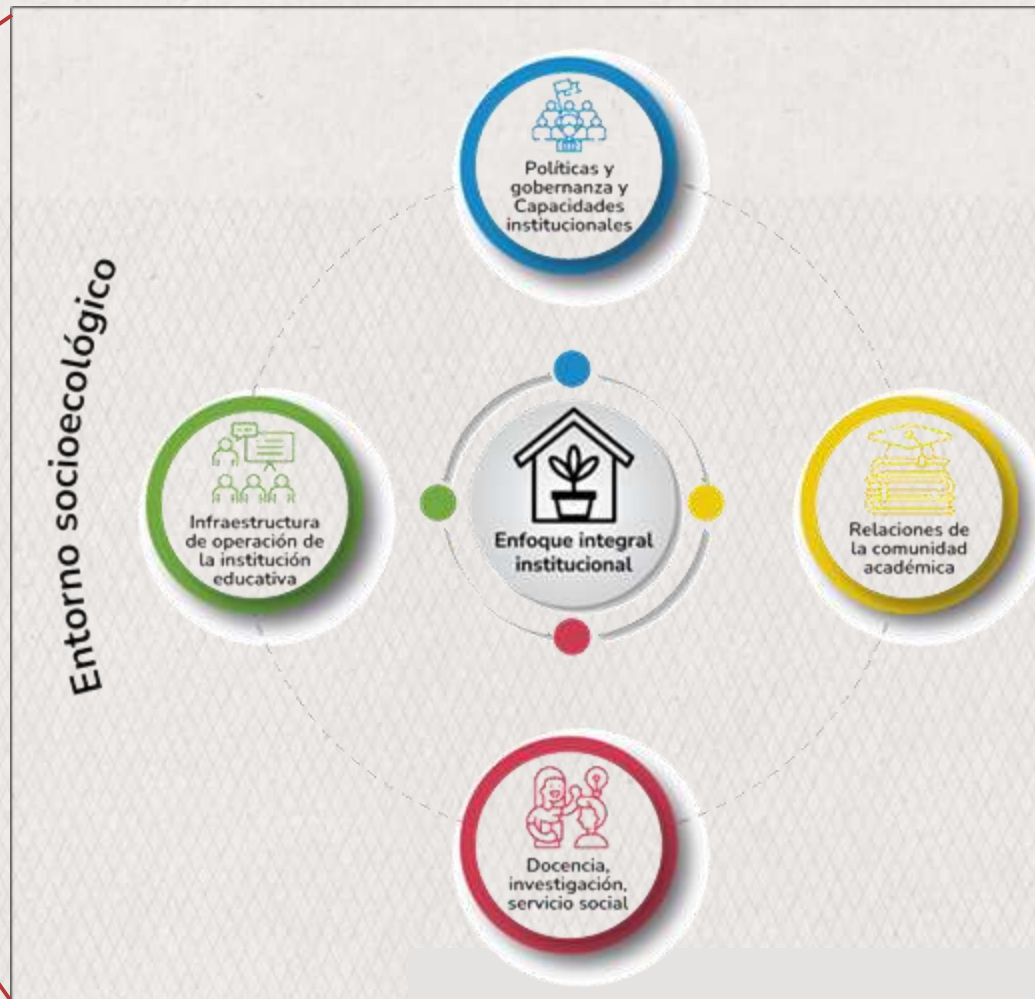 Políticas y
gobernanza y
Capacidades
institucionales
Entorno socioecológico
Infraestructura
de operación de
la institución
educativa
Enfoque integral
institucional
Relaciones de
la comunidad
académica
Docencia,
investigación,
servicio social